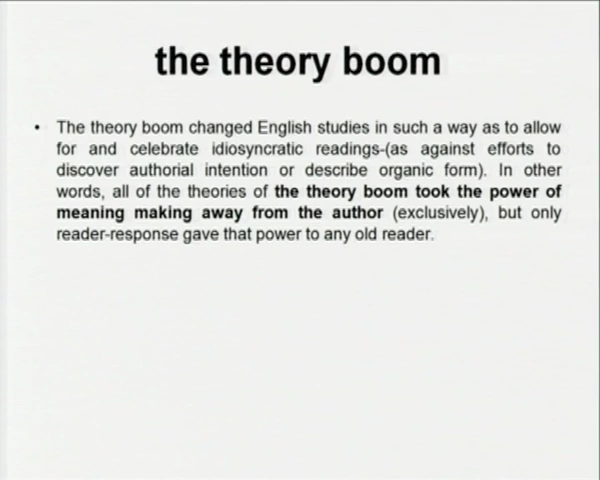 the theory boom
• The theory boom changed English studies in such a way as to allow
for and celebrate idiosyncratic readings-(as against efforts to
discover authorial intention or describe organic form). In other
words, all of the theories of the theory boom took the power of
meaning making away from the author (exclusively), but only
reader-response gave that power to any old reader.